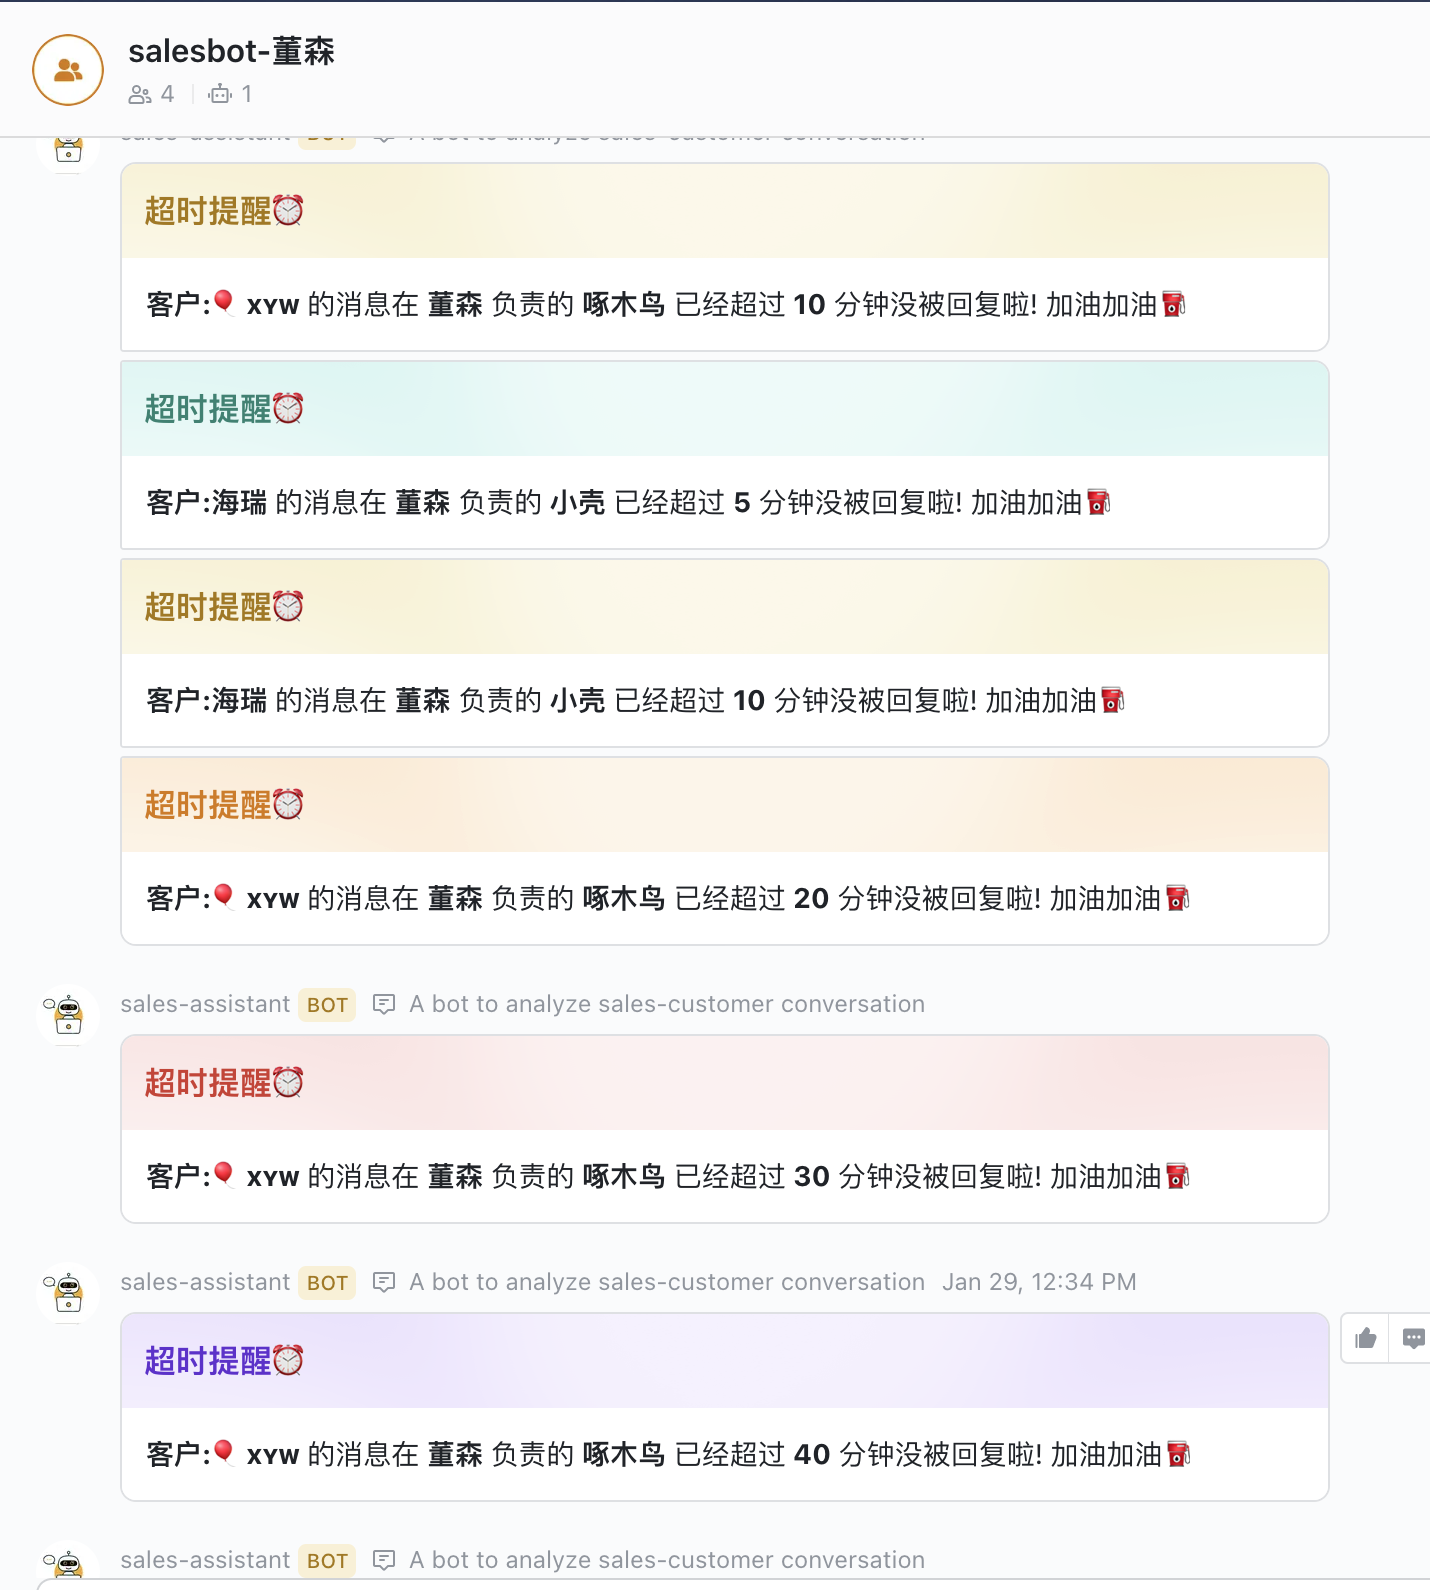 salesbot-董森
4 1
sales-assistant BOT A bot to analyze sales-customer conversation
超时提醒⏰
客户:🎈 xʏw 的消息在 董森 负责的 啄木鸟 已经超过 10 分钟没被回复啦! 加油加油⛽
超时提醒⏰
客户:海瑞 的消息在 董森 负责的 小壳 已经超过 5 分钟没被回复啦! 加油加油⛽
超时提醒⏰
客户:海瑞 的消息在 董森 负责的 小壳 已经超过 10 分钟没被回复啦! 加油加油⛽
超时提醒⏰
客户:🎈 xʏw 的消息在 董森 负责的 啄木鸟 已经超过 20 分钟没被回复啦! 加油加油⛽
sales-assistant BOT A bot to analyze sales-customer conversation
超时提醒⏰
客户:🎈 xʏw 的消息在 董森 负责的 啄木鸟 已经超过 30 分钟没被回复啦! 加油加油⛽
sales-assistant BOT A bot to analyze sales-customer conversation Jan 29, 12:34 PM
超时提醒⏰
客户:🎈 xʏw 的消息在 董森 负责的 啄木鸟 已经超过 40 分钟没被回复啦! 加油加油⛽
sales-assistant BOT A bot to analyze sales-customer conversation